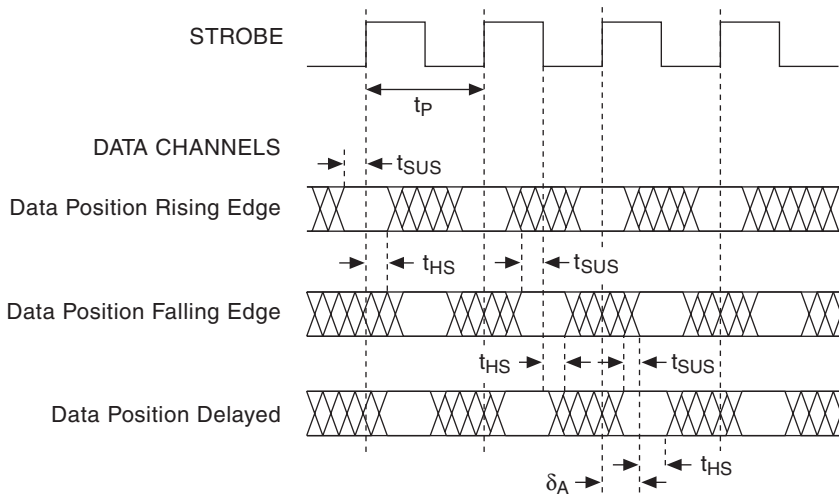 STROBE
tP
DATA CHANNELS
tSUS
Data Position Rising Edge
tHS
tSUS
Data Position Falling Edge
tHS
tSUS
Data Position Delayed
tHS
δA